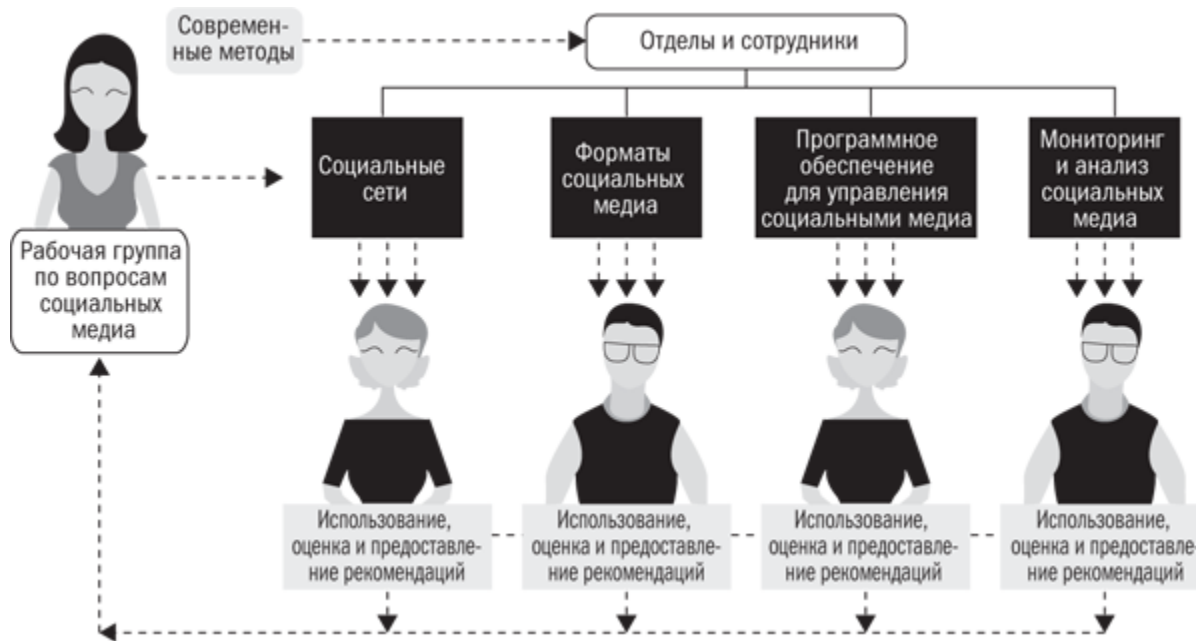 Современ-
ные методы
Отделы и сотрудники
Социальные
сети
Форматы
социальных
медиа
Программное
обеспечение
для управления
социальными медиа
Мониторинг
и анализ
социальных
медиа
Рабочая группа
по вопросам
социальных
медиа
Использование,
оценка и предоставле-
ние рекомендаций
Использование,
оценка и предоставле-
ние рекомендаций
Использование,
оценка и предоставле-
ние рекомендаций
Использование,
оценка и предоставле-
ние рекомендаций